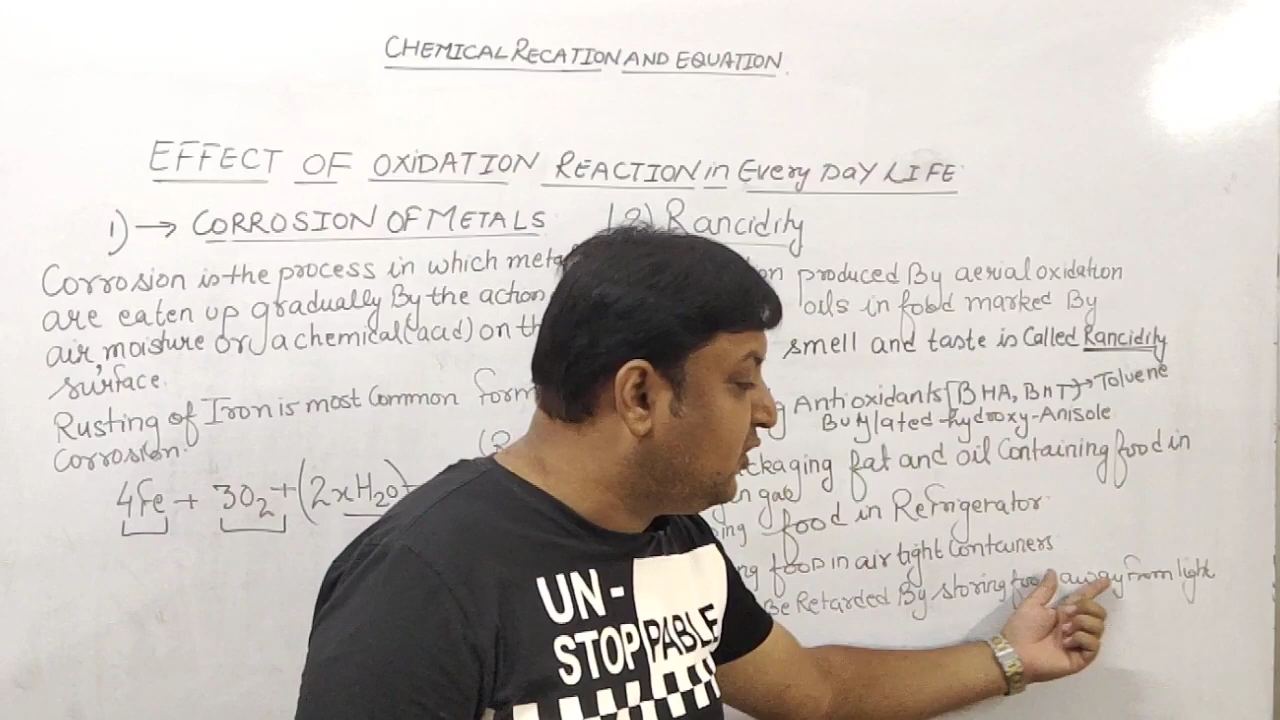 CHEMICAL RECATION AND EQUATION
EFFECT OF OXIDATION REACTION in Every DAY LIFE
1) → CORROSION OF METALS
Corrosion is the process in which
are eaten up gradually By the action
air, moisture or a chemical (acid) on
surface.
Rusting of Iron is most Common form
Corrosion.
4Fe + 3O2 + (2xH2O
(2) Rancidity
produced By aerial oxidation
oils in food marked By
smell and taste is Called Rancidity
Antioxidants [BHA, BHT] → Toluene
Butylated-hydroxy-Anisole
fat and oil Containing food in
gas
food in Refrigerator
food in air tight Containers
Be Retarded By storing food away from light
UN-
STOPPABLE